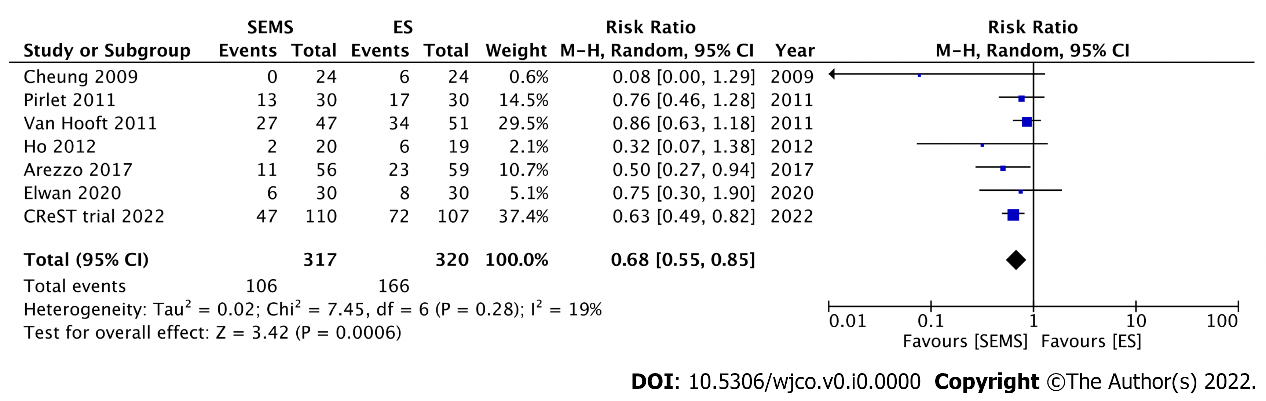 SEMS ES Risk Ratio Risk Ratio
Study or Subgroup Events Total Events Total Weight M-H, Random, 95% CI Year M-H, Random, 95% CI
Cheung 2009 0 24 6 24 0.6% 0.08 [0.00, 1.29] 2009
Pirlet 2011 13 30 17 30 14.5% 0.76 [0.46, 1.28] 2011
Van Hooft 2011 27 47 34 51 29.5% 0.86 [0.63, 1.18] 2011
Ho 2012 2 20 6 19 2.1% 0.32 [0.07, 1.38] 2012
Arezzo 2017 11 56 23 59 10.7% 0.50 [0.27, 0.94] 2017
Elwan 2020 6 30 8 30 5.1% 0.75 [0.30, 1.90] 2020
CReST trial 2022 47 110 72 107 37.4% 0.63 [0.49, 0.82] 2022
Total (95% CI) 317 320 100.0% 0.68 [0.55, 0.85]
Total events 106 166
Heterogeneity: Tau² = 0.02; Chi² = 7.45, df = 6 (P = 0.28); I² = 19%
Test for overall effect: Z = 3.42 (P = 0.0006)
0.01 0.1 1 10 100
Favours [SEMS] Favours [ES]
DOI: 10.5306/wjco.v0.i0.0000 Copyright ©The Author(s) 2022.